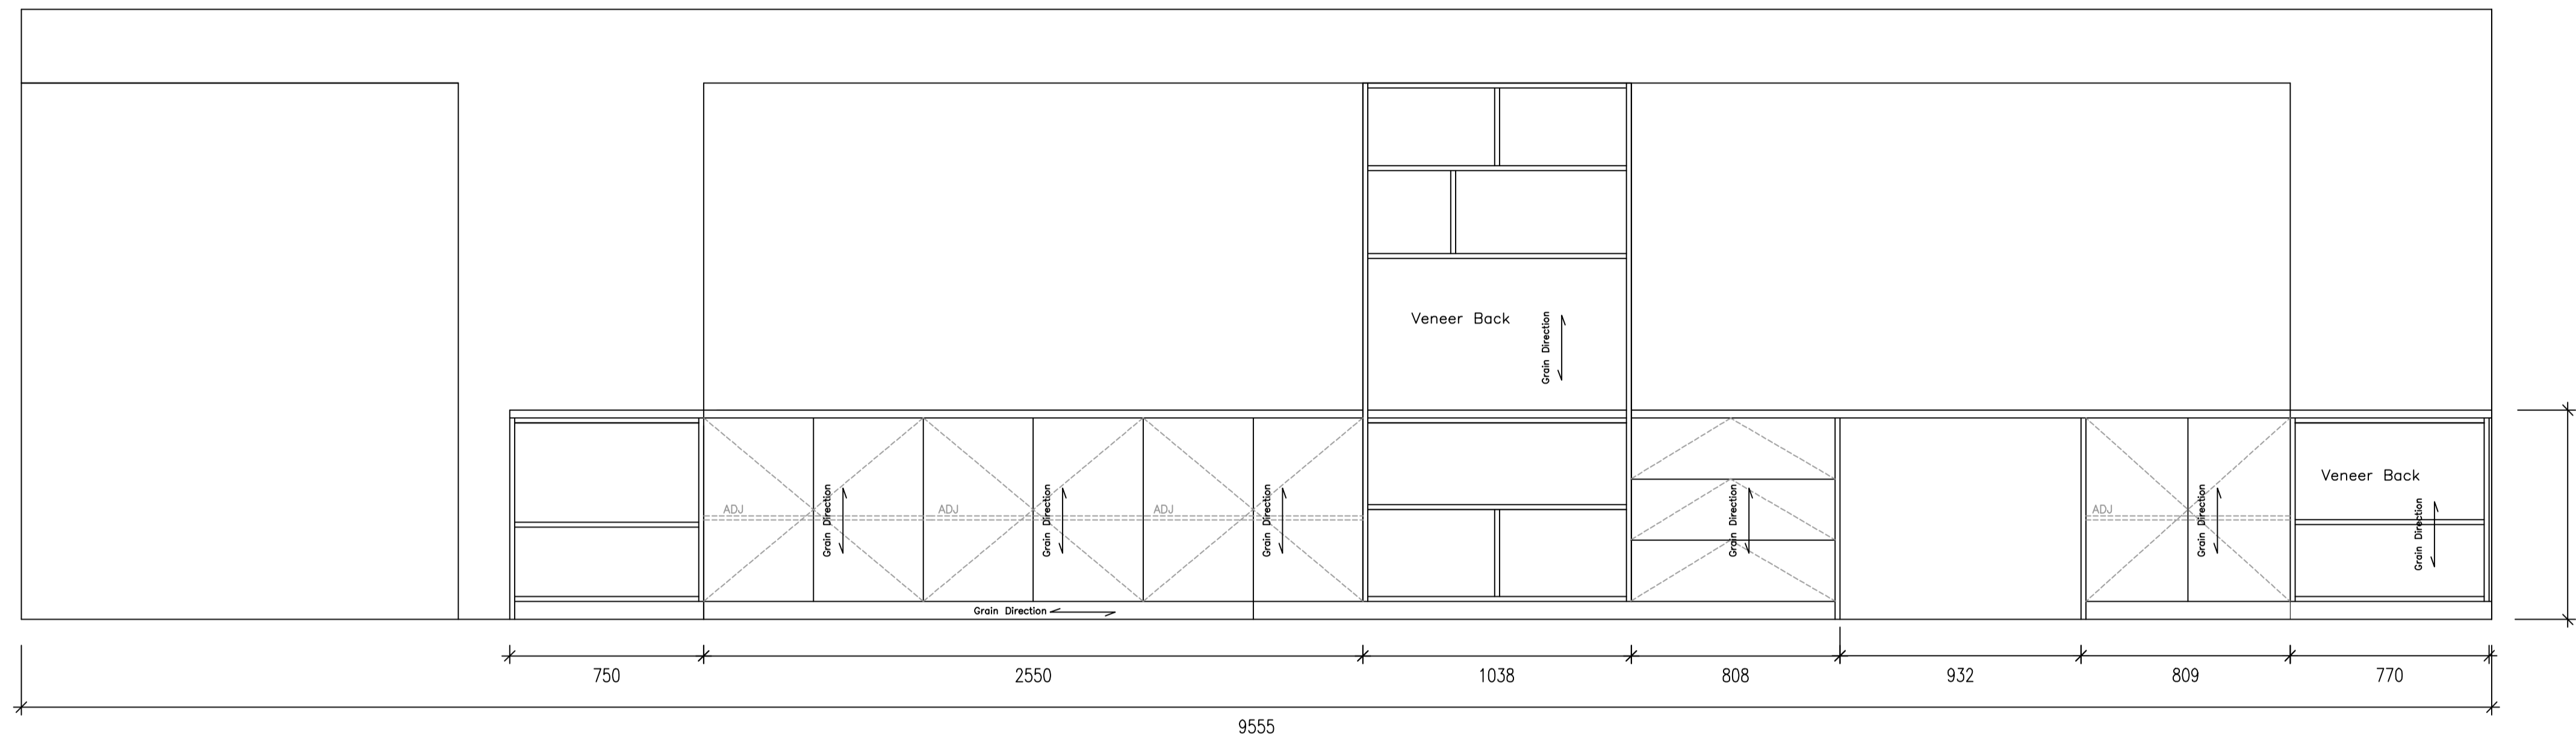 Veneer Back
Grain Direction
Veneer Back
ADJ
Grain Direction
ADJ
Grain Direction
ADJ
Grain Direction
Grain Direction
ADJ
Grain Direction
Grain Direction
Grain Direction
750
2550
1038
808
932
809
770
9555